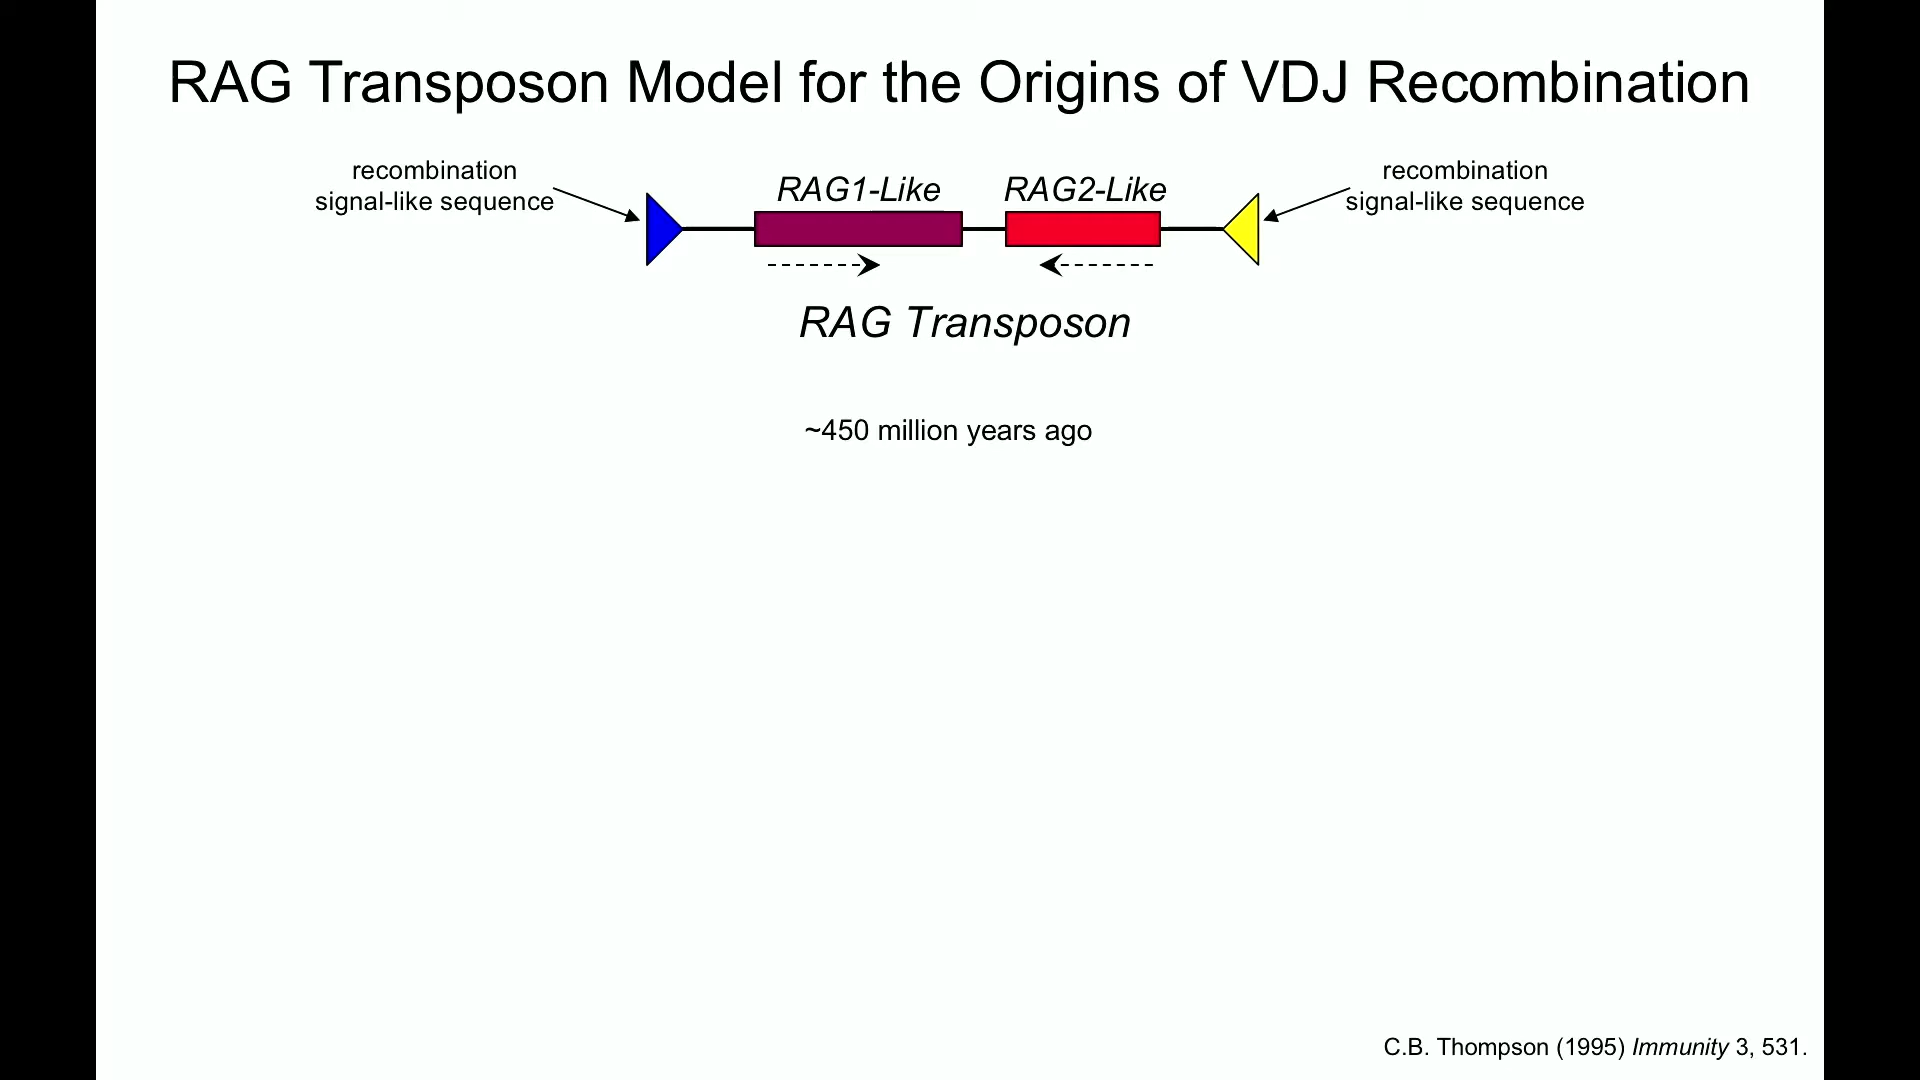 RAG Transposon Model for the Origins of VDJ Recombination
recombination
signal-like sequence
RAG1-Like
RAG2-Like
recombination
signal-like sequence
RAG Transposon
~450 million years ago
C.B. Thompson (1995) Immunity 3, 531.